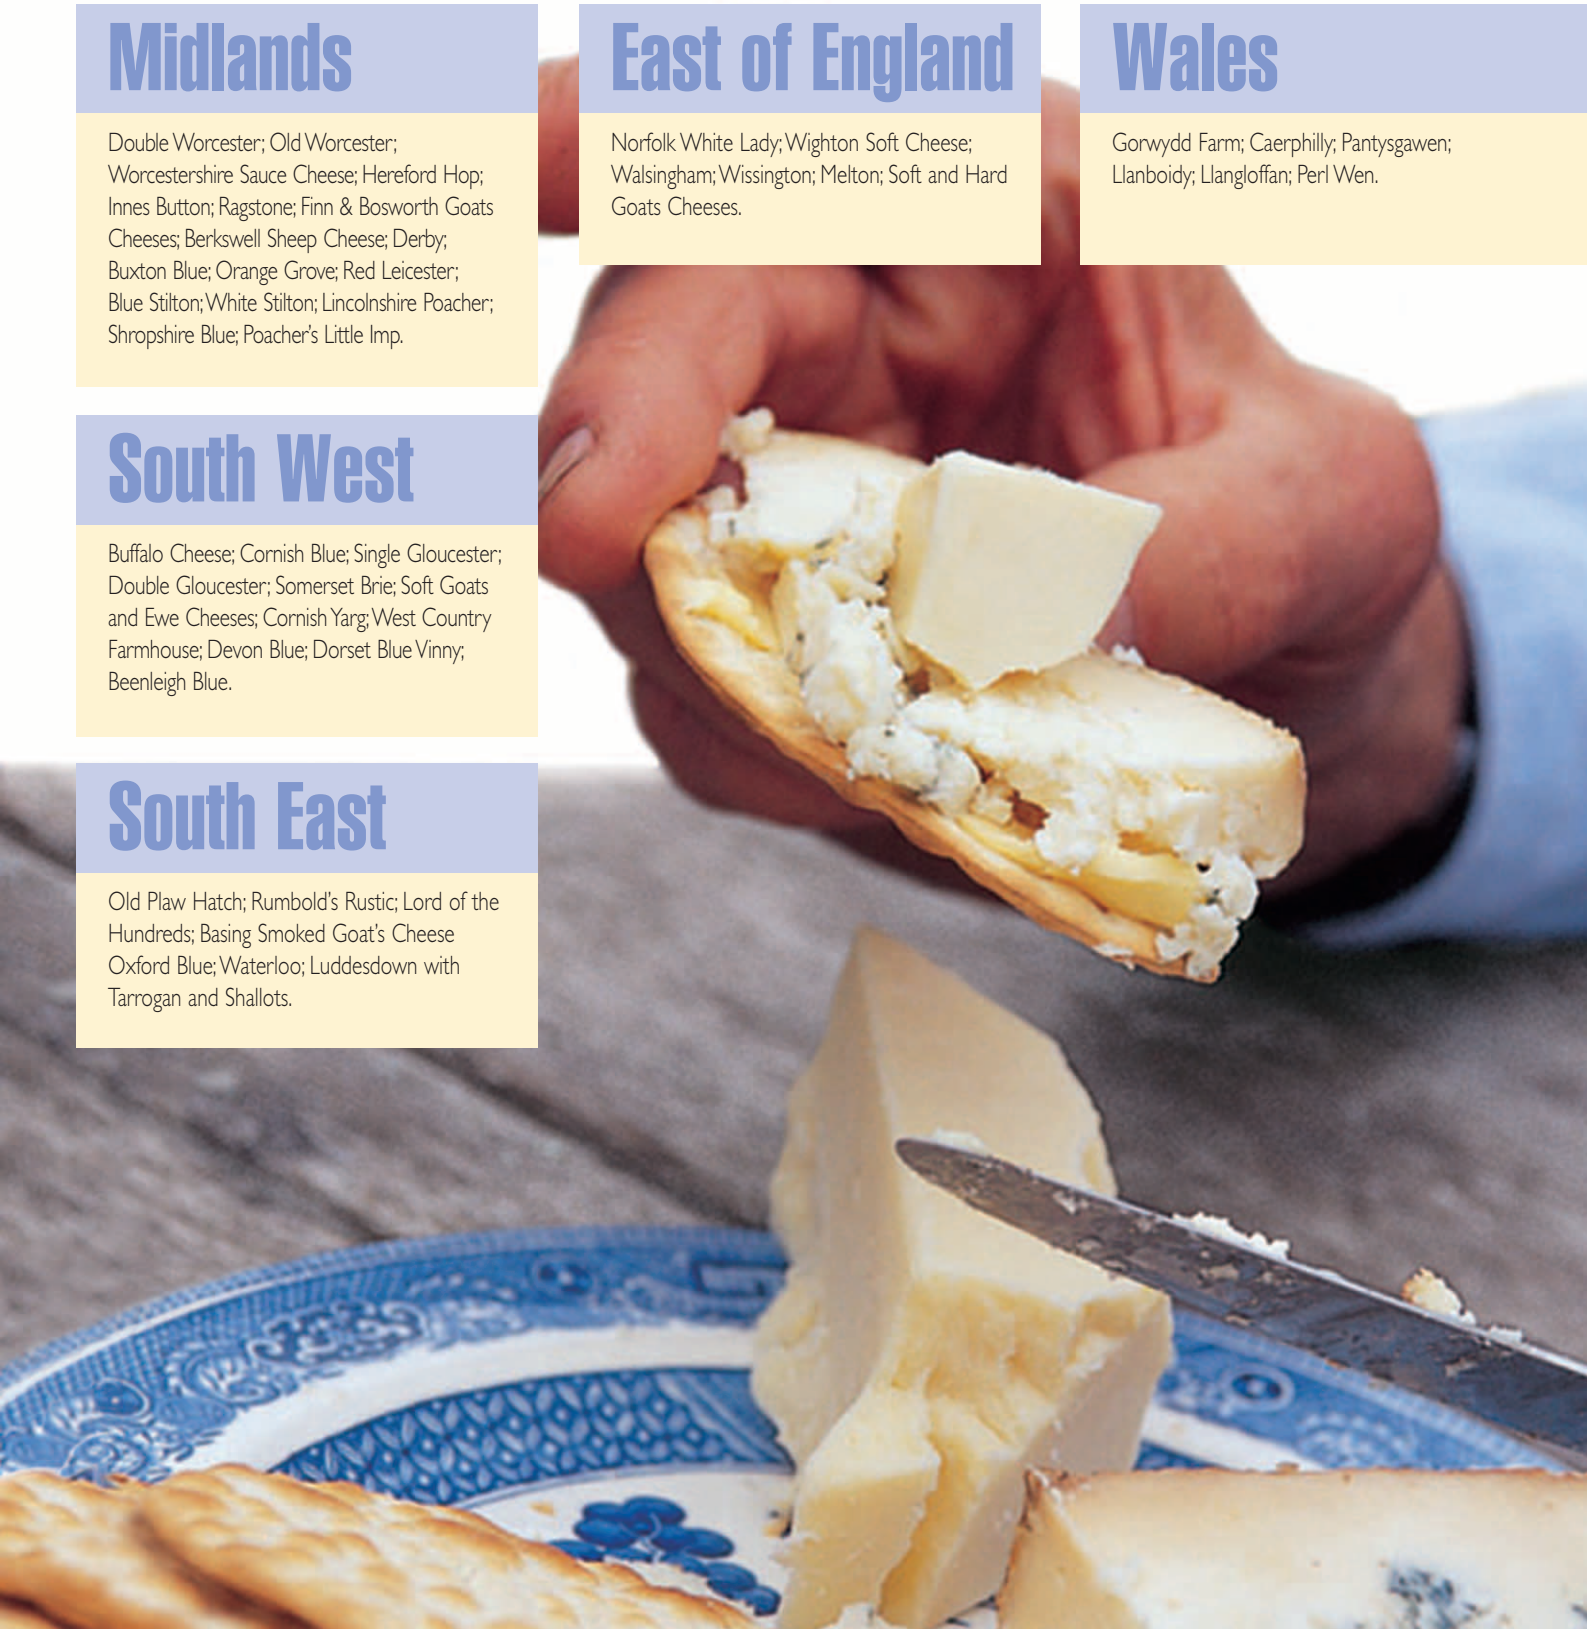 Midlands
Double Worcester; Old Worcester;
Worcestershire Sauce Cheese; Hereford Hop;
Innes Button; Ragstone; Finn & Bosworth Goats
Cheeses; Berkswell Sheep Cheese; Derby;
Buxton Blue; Orange Grove; Red Leicester;
Blue Stilton; White Stilton; Lincolnshire Poacher;
Shropshire Blue; Poacher's Little Imp.
South West
Buffalo Cheese; Cornish Blue; Single Gloucester;
Double Gloucester; Somerset Brie; Soft Goats
and Ewe Cheeses; Cornish Yarg; West Country
Farmhouse; Devon Blue; Dorset Blue Vinny;
Beenleigh Blue.
South East
Old Plaw Hatch; Rumbold's Rustic; Lord of the
Hundreds; Basing Smoked Goat's Cheese
Oxford Blue; Waterloo; Luddesdown with
Tarrogan and Shallots.
East of England
Norfolk White Lady; Wighton Soft Cheese;
Walsingham; Wissington; Melton; Soft and Hard
Goats Cheeses.
Wales
Gorwydd Farm; Caerphilly; Pantysgawen;
Llanboidy; Llangloffan; Perl Wen.